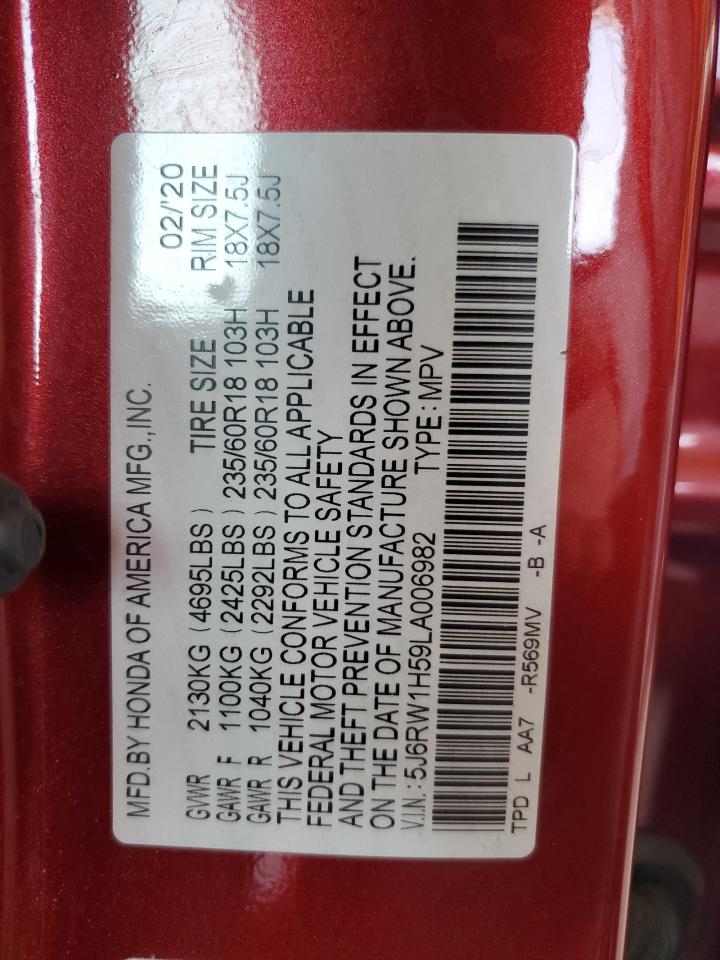 MFD.BY HONDA OF AMERICA MFG.,INC. 02/'20
GVWR 2130KG (4695LBS) TIRE SIZE RIM SIZE
GAWR F 1100KG (2425LBS) 235/60R18 103H 18X7.5J
GAWR R 1040KG (2292LBS) 235/60R18 103H 18X7.5J
THIS VEHICLE CONFORMS TO ALL APPLICABLE
FEDERAL MOTOR VEHICLE SAFETY
AND THEFT PREVENTION STANDARDS IN EFFECT
ON THE DATE OF MANUFACTURE SHOWN ABOVE.
V.I.N.: 5J6RW1H59LA006982 TYPE: MPV
TPD L AA7 -R569MV -B -A